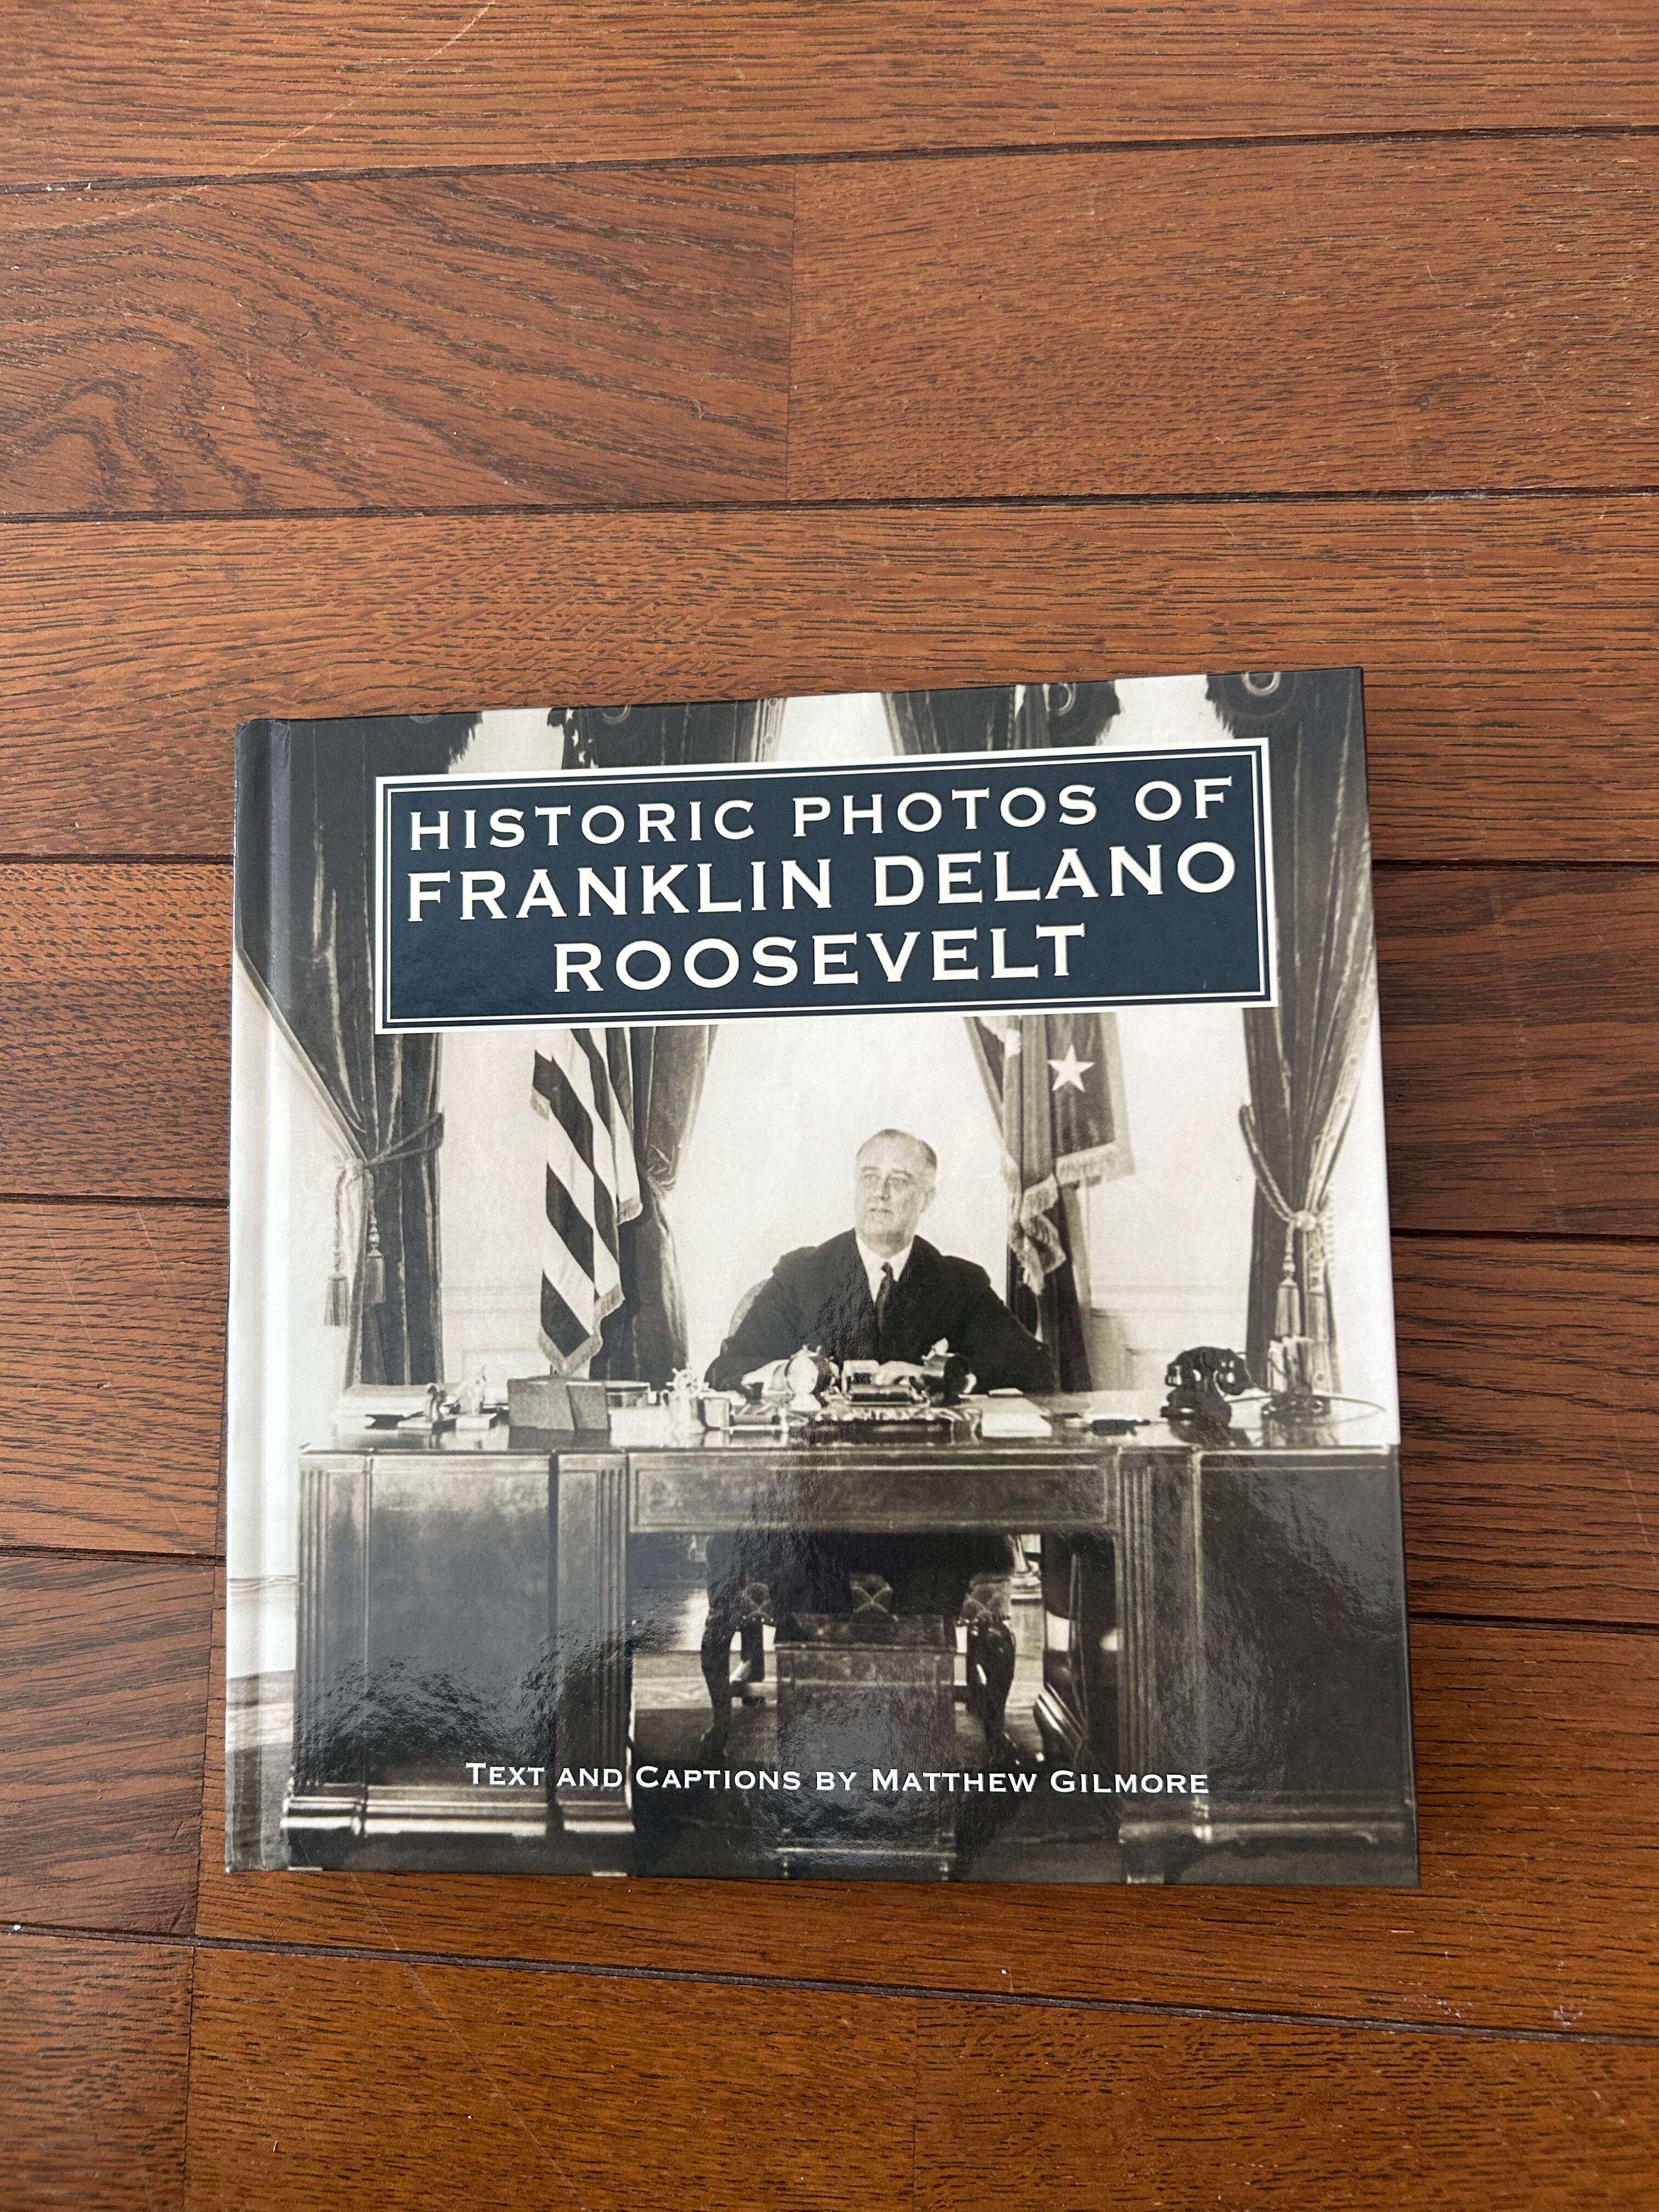 HISTORIC PHOTOS OF
FRANKLIN DELANO
ROOSEVELT
TEXT AND CAPTIONS BY MATTHEW GILMORE